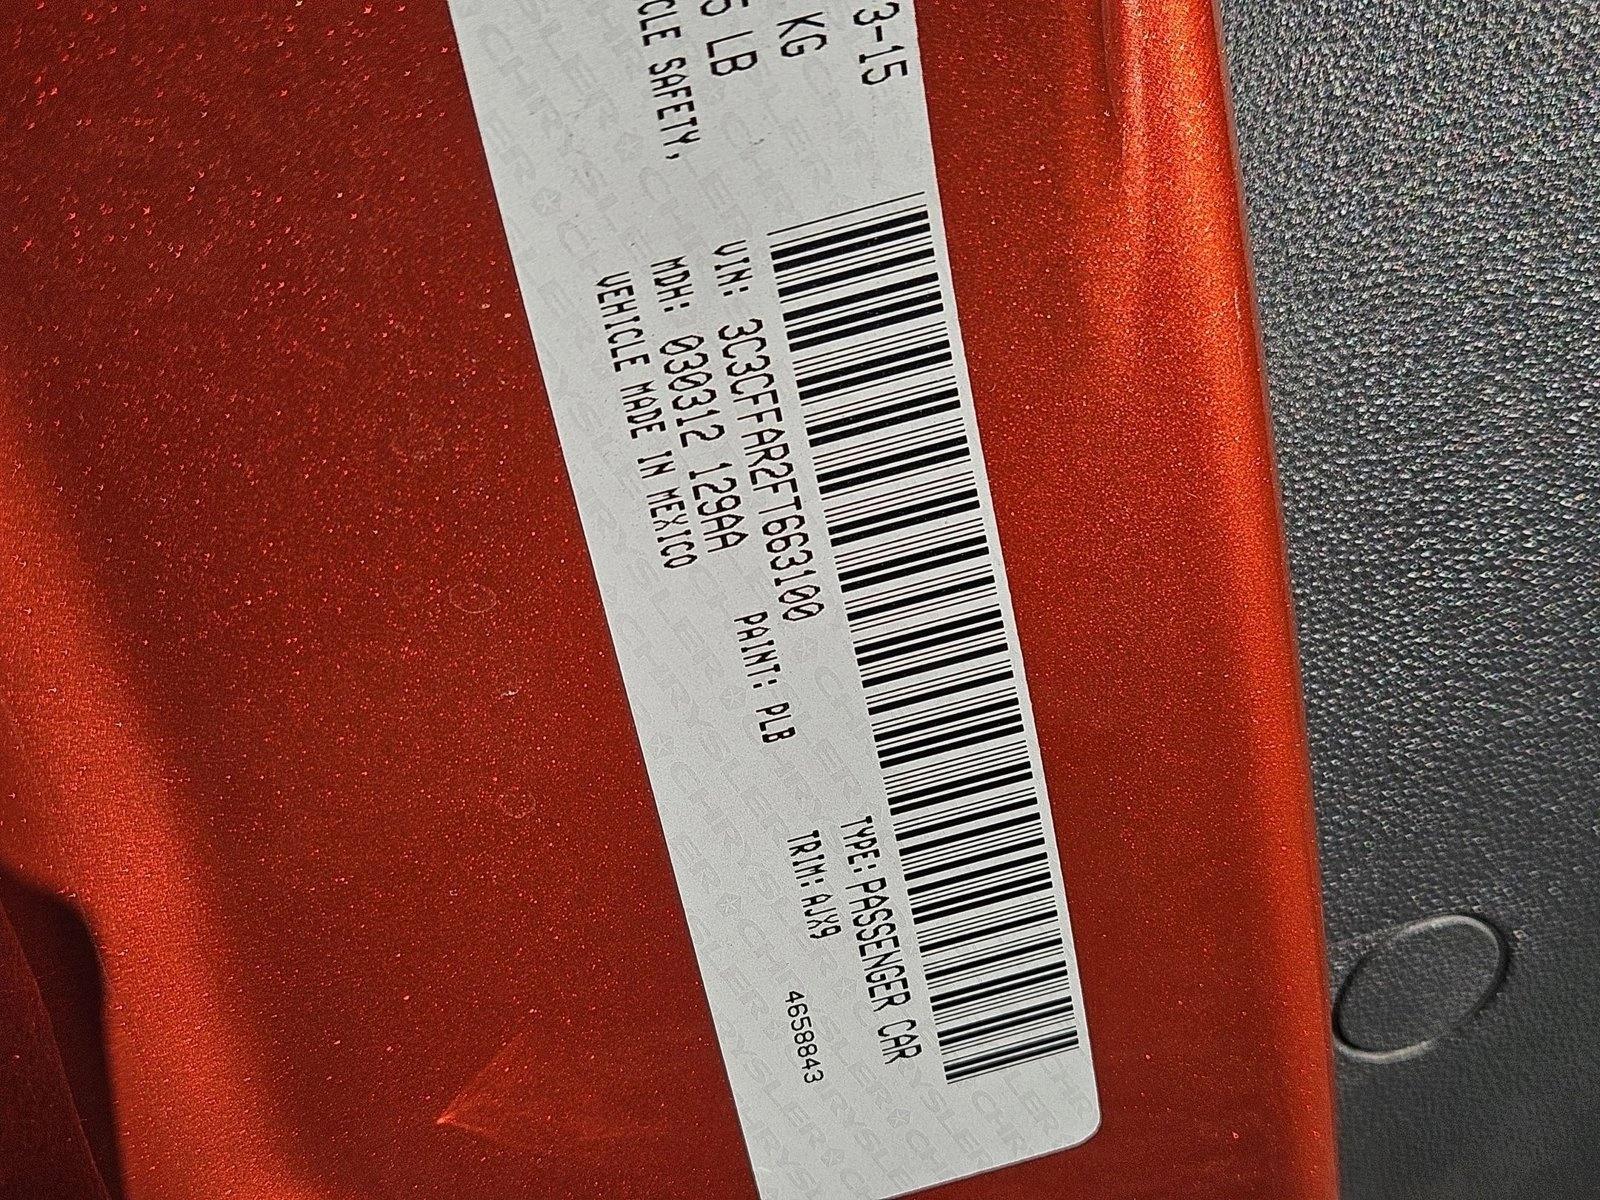 3-15
KG
5 LB
CLE SAFETY,
VIN: 3C3CFFAR2FT663100 TYPE: PASSENGER CAR
MDH: 030312 129AA PAINT: PLB TRIM: AJX9
VEHICLE MADE IN MEXICO 4658843